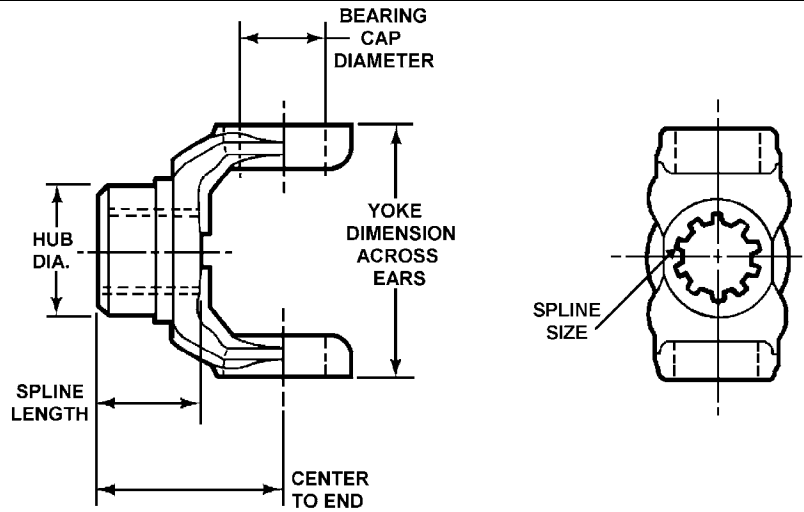 BEARING
CAP
DIAMETER
HUB
DIA.
YOKE
DIMENSION
ACROSS
EARS
SPLINE
LENGTH
CENTER
TO END
SPLINE
SIZE